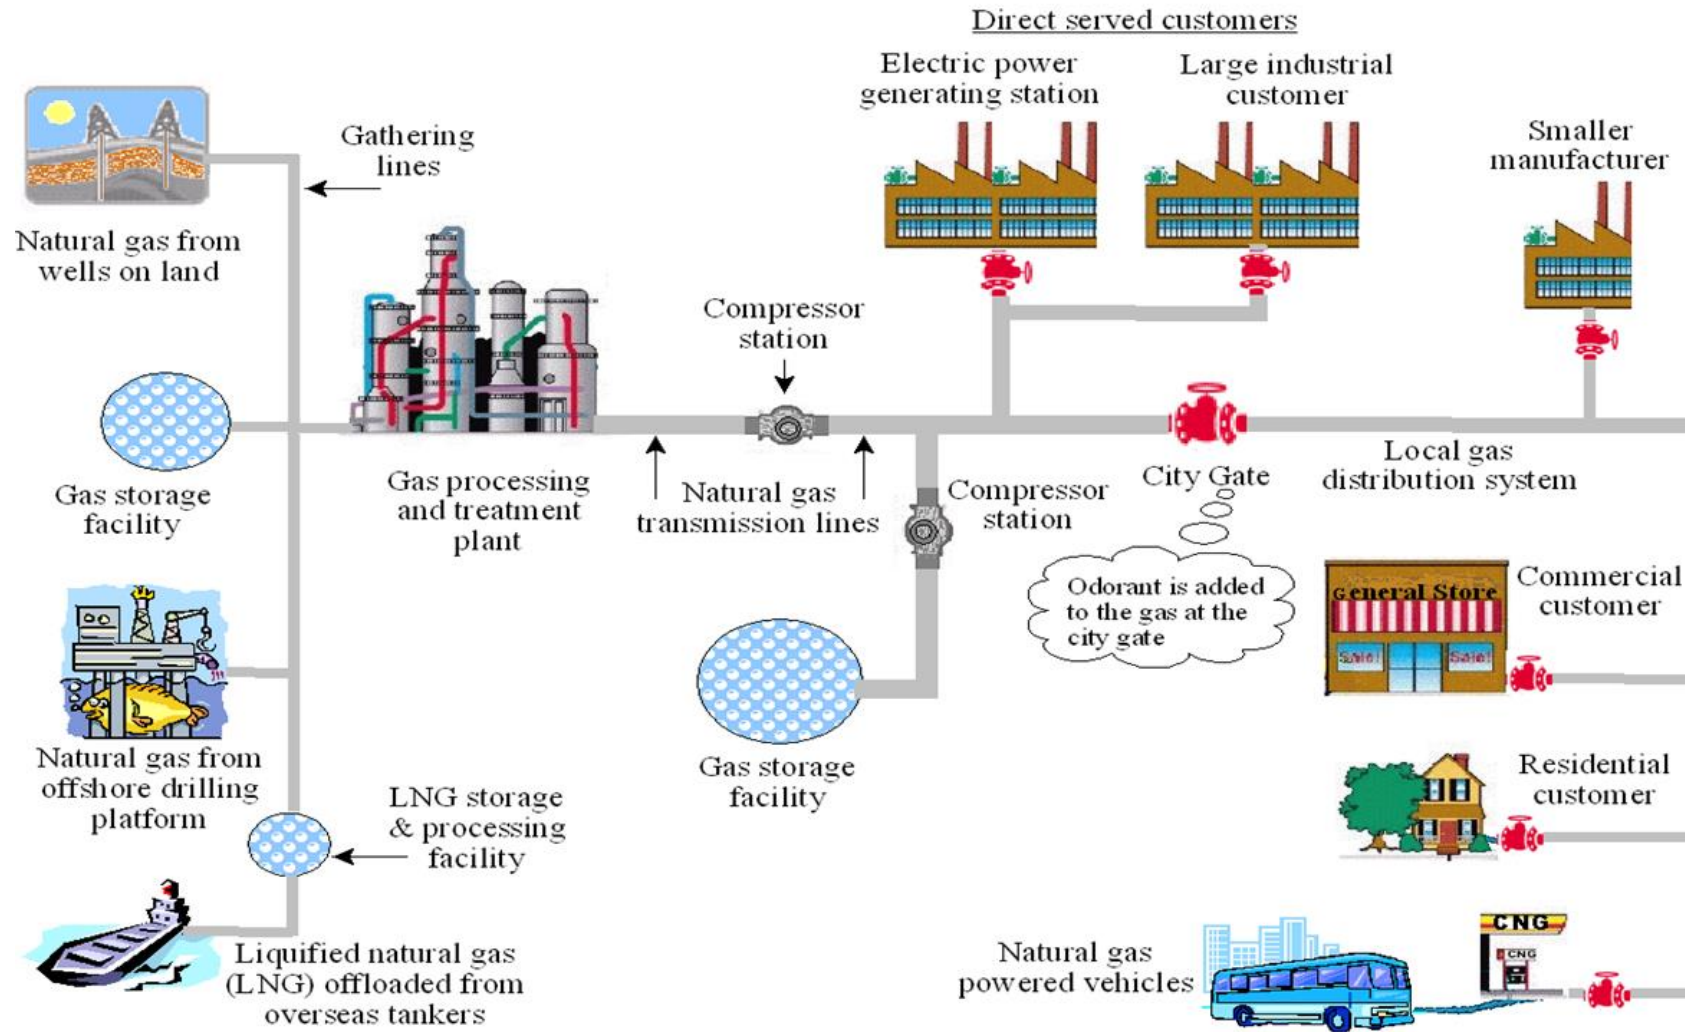 Direct served customers
Electric power
generating station
Large industrial
customer
Smaller
manufacturer
Gathering
lines
Natural gas from
wells on land
Compressor
station
Gas storage
facility
Gas processing
and treatment
plant
Natural gas
transmission lines
Compressor
station
City Gate
Local gas
distribution system
Odorant is added
to the gas at the
city gate
General Store
Sale!
Sale!
Commercial
customer
Natural gas from
offshore drilling
platform
LNG storage
& processing
facility
Gas storage
facility
Residential
customer
Liquified natural gas
(LNG) offloaded from
overseas tankers
Natural gas
powered vehicles
CNG
CNG